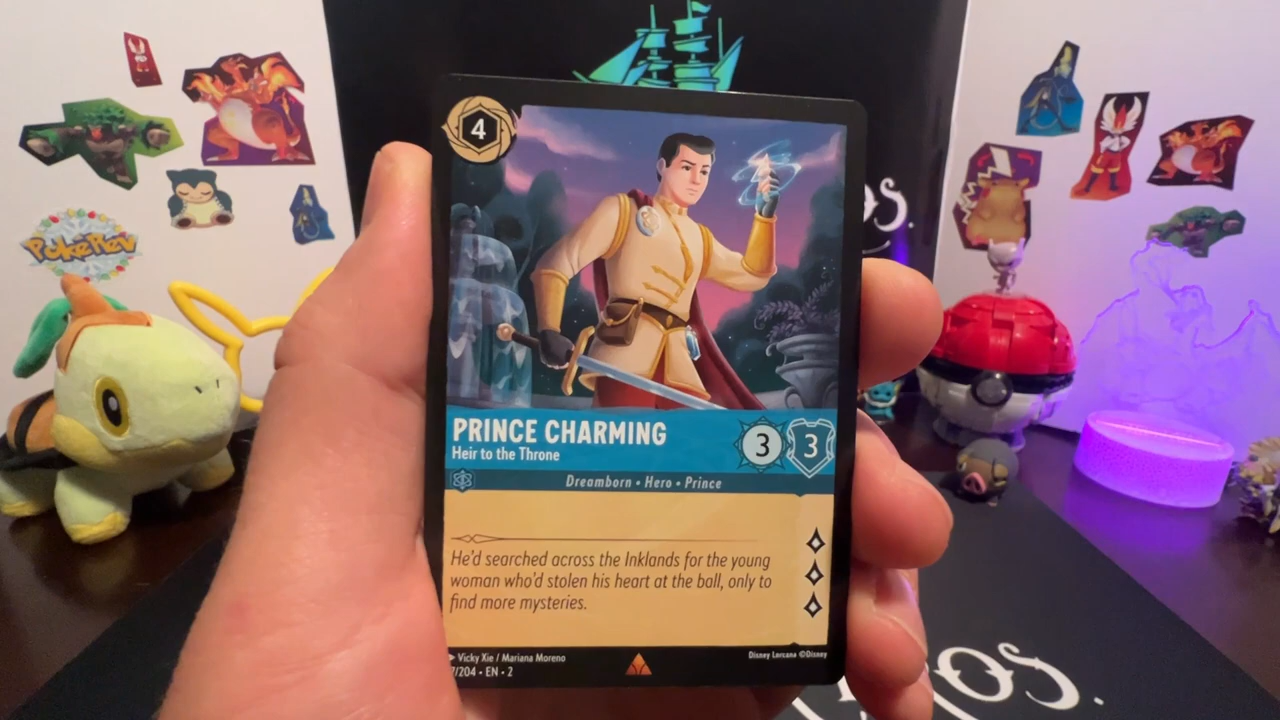 4
PokeRev
PRINCE CHARMING
Heir to the Throne
3 3
Dreamborn • Hero • Prince
He'd searched across the Inklands for the young
woman who'd stolen his heart at the ball, only to
find more mysteries.
Vicky Xie / Mariana Moreno
Disney Lorcana ©Disney
/204 • EN • 2